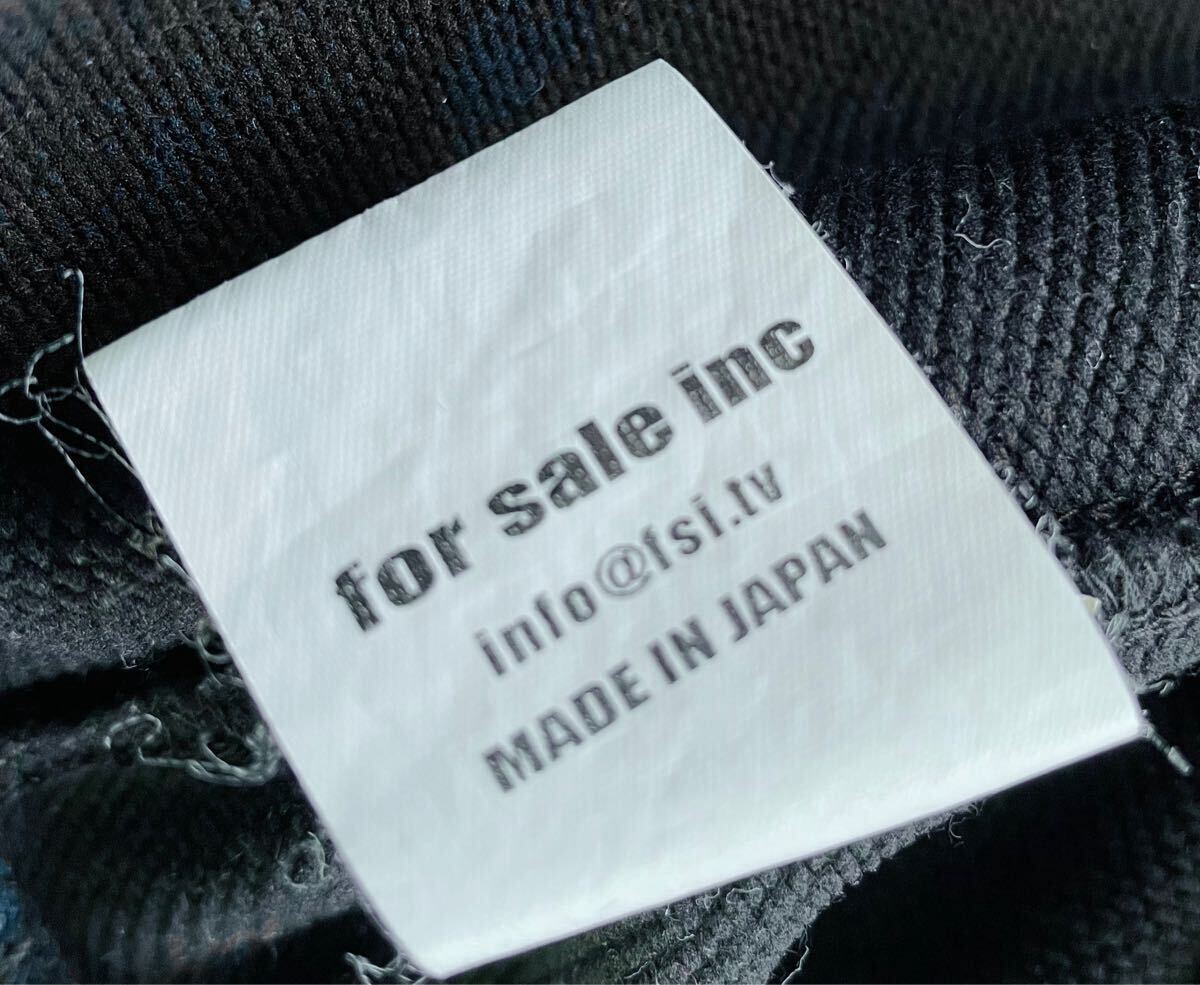 for sale inc
info@fsi.tv
MADE IN JAPAN